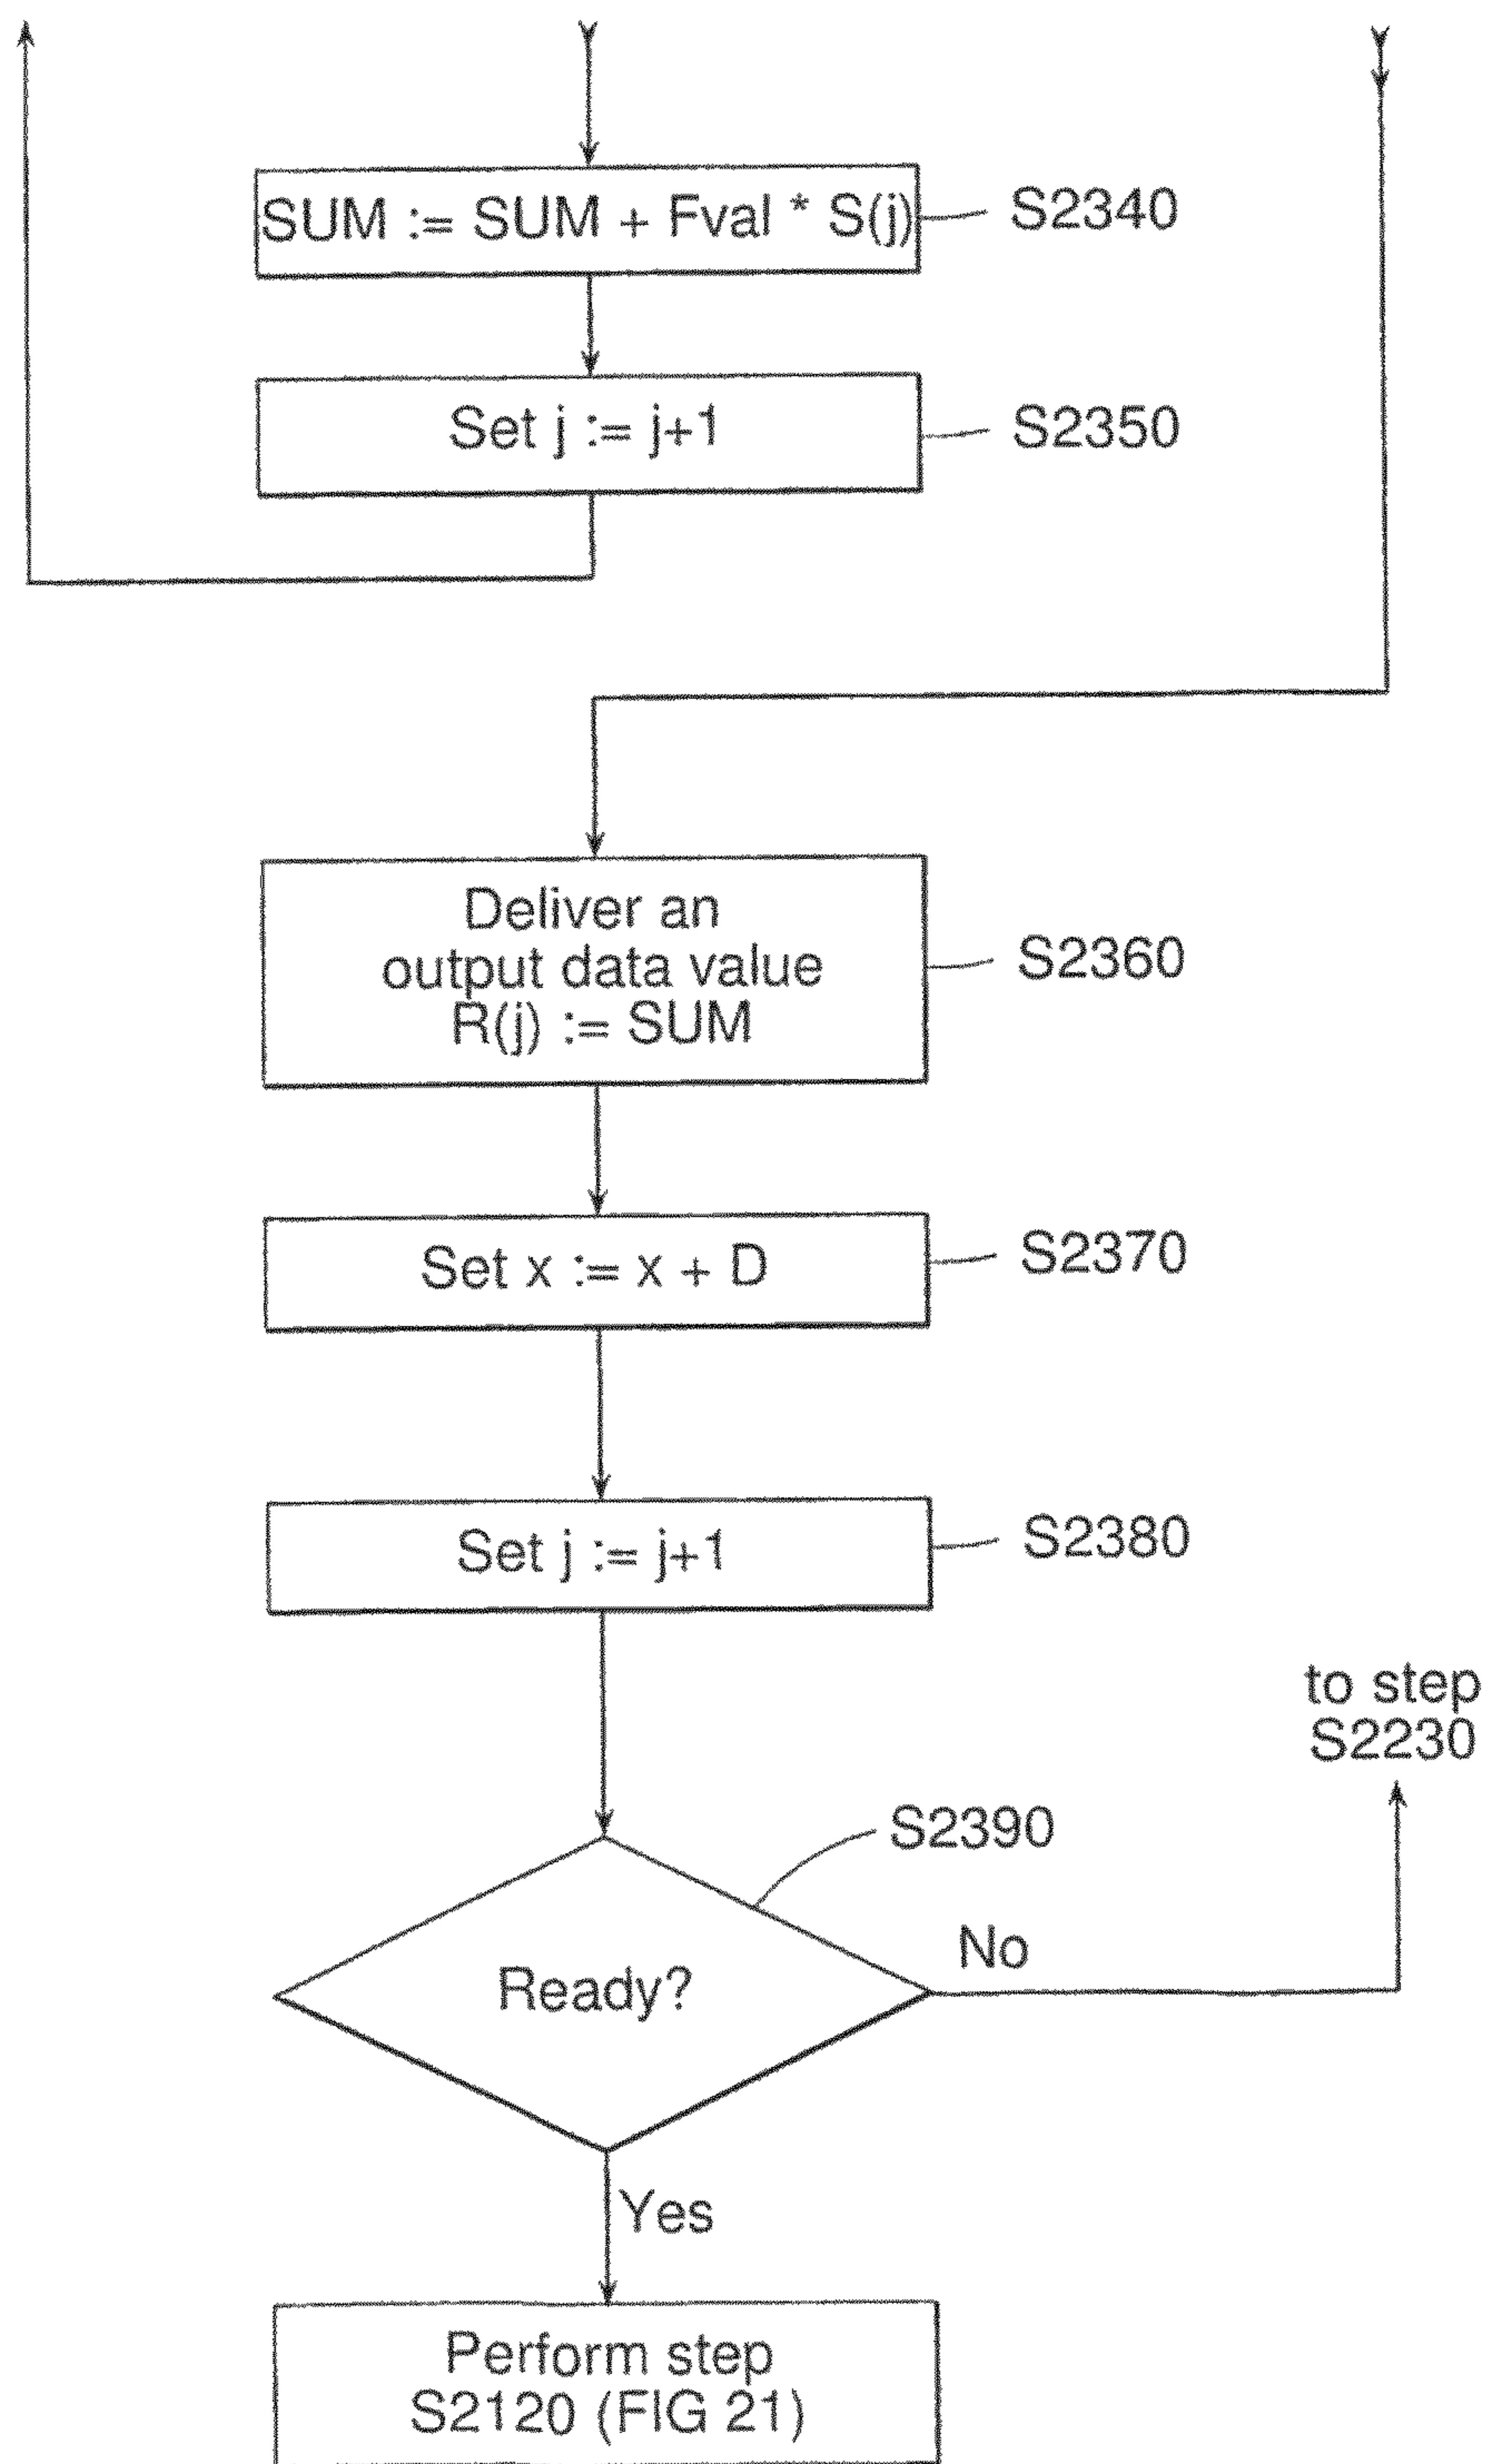 SUM := SUM + Fval * S(j)
S2340
Set j := j+1
S2350
Deliver an
output data value
R(j) := SUM
S2360
Set x := x + D
S2370
Set j := j+1
S2380
to step
S2230
S2390
No
Ready?
Yes
Perform step
S2120 (FIG 21)